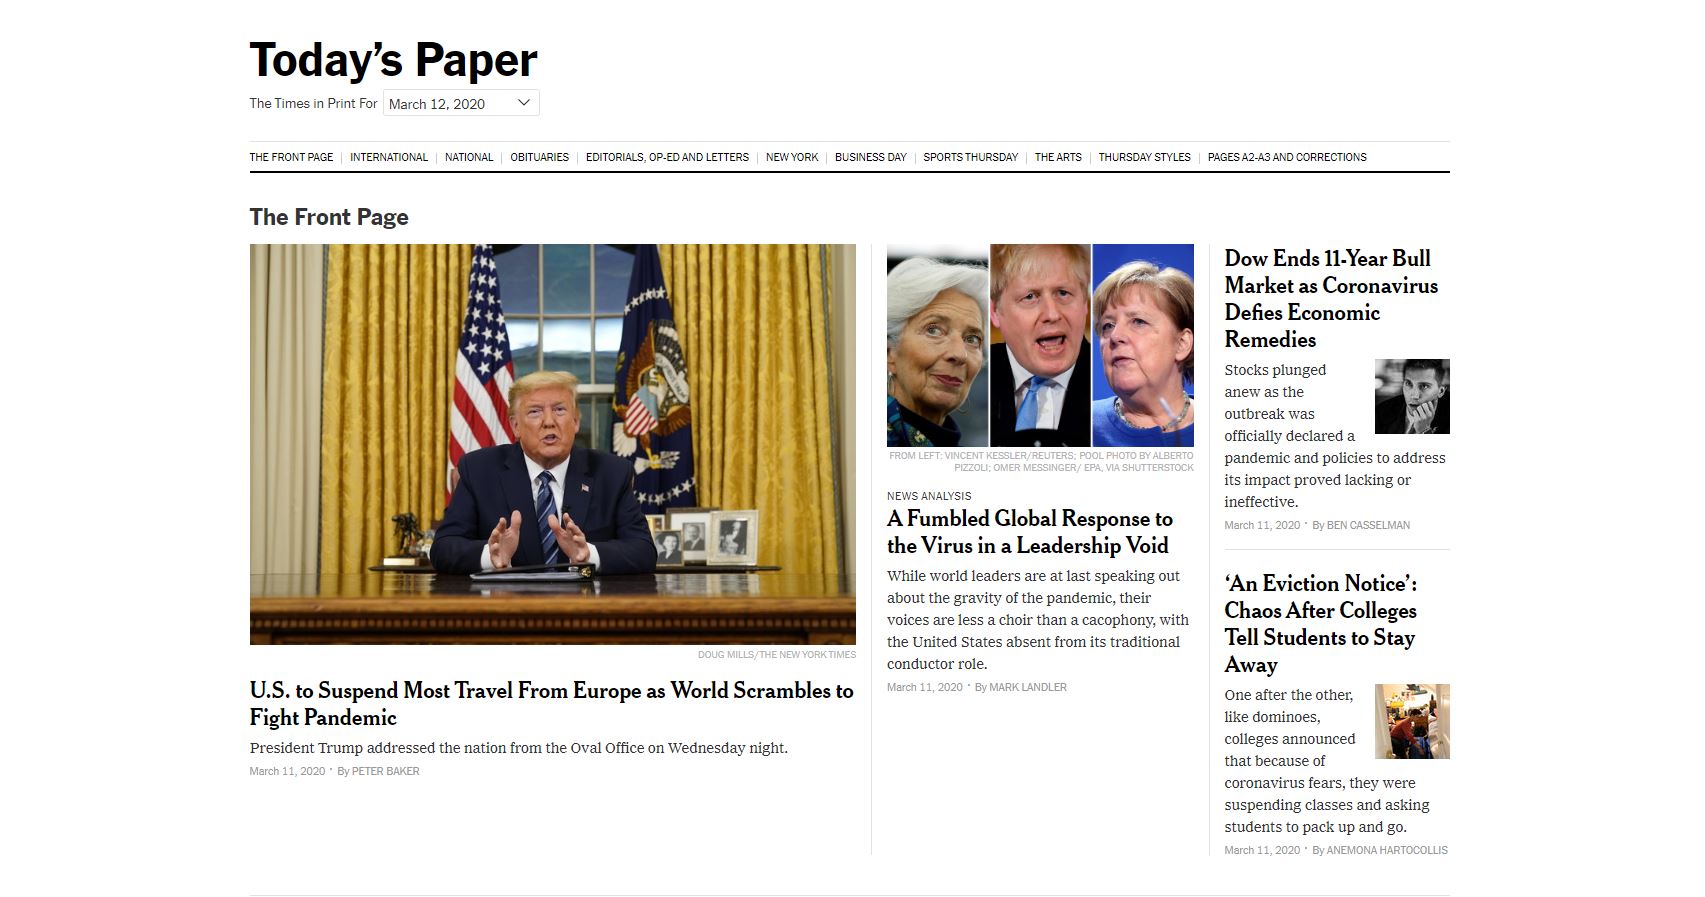 Today’s Paper
The Times in Print For March 12, 2020
THE FRONT PAGE | INTERNATIONAL | NATIONAL | OBITUARIES | EDITORIALS, OP-ED AND LETTERS | NEW YORK | BUSINESS DAY | SPORTS THURSDAY | THE ARTS | THURSDAY STYLES | PAGES A2-A3 AND CORRECTIONS
The Front Page
DOUG MILLS/THE NEW YORK TIMES
U.S. to Suspend Most Travel From Europe as World Scrambles to
Fight Pandemic
President Trump addressed the nation from the Oval Office on Wednesday night.
March 11, 2020 · By PETER BAKER
FROM LEFT: VINCENT KESSLER/REUTERS; POOL PHOTO BY ALBERTO
PIZZOLI; OMER MESSINGER/ EPA, VIA SHUTTERSTOCK
NEWS ANALYSIS
A Fumbled Global Response to
the Virus in a Leadership Void
While world leaders are at last speaking out
about the gravity of the pandemic, their
voices are less a choir than a cacophony, with
the United States absent from its traditional
conductor role.
March 11, 2020 · By MARK LANDLER
Dow Ends 11-Year Bull
Market as Coronavirus
Defies Economic
Remedies
Stocks plunged
anew as the
outbreak was
officially declared a
pandemic and policies to address
its impact proved lacking or
ineffective.
March 11, 2020 · By BEN CASSELMAN
‘An Eviction Notice’:
Chaos After Colleges
Tell Students to Stay
Away
One after the other,
like dominoes,
colleges announced
that because of
coronavirus fears, they were
suspending classes and asking
students to pack up and go.
March 11, 2020 · By ANEMONA HARTOCOLLIS